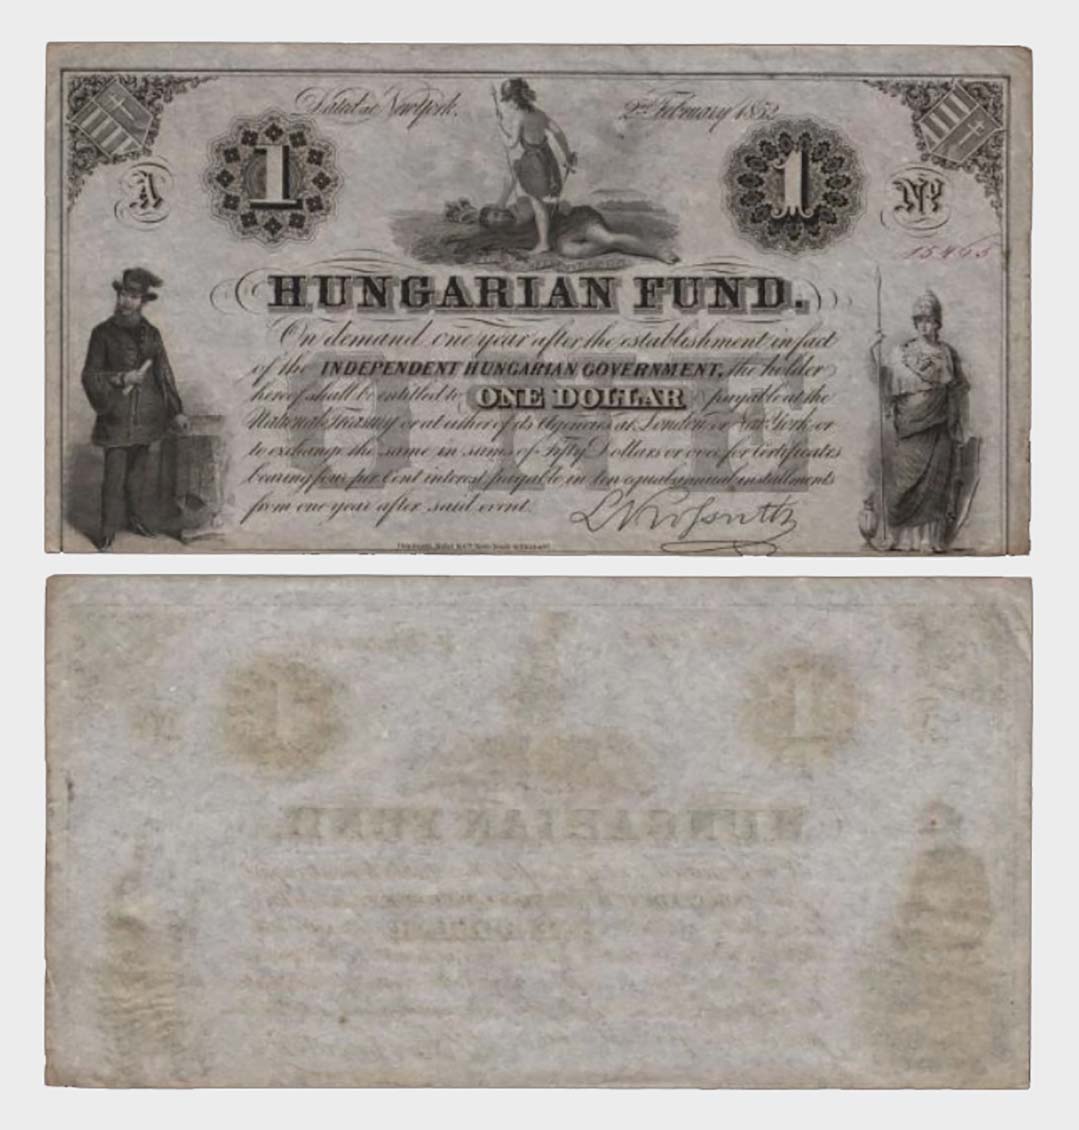 Dated at New York. 2nd February 1852
1 1
A No
15465
HUNGARIAN FUND.
On demand, one year after the establishment in fact
of the INDEPENDENT HUNGARIAN GOVERNMENT, the holder
hereof shall be entitled to ONE DOLLAR payable at the
National Treasury or at either of its Agencies at London or New York, or
to exchange the same in sums of Fifty Dollars or over for Certificates
bearing four per Cent interest payable in ten equal annual installments
from one year after said event.
ONE
L Kossuth
HUNGARIAN FUND.